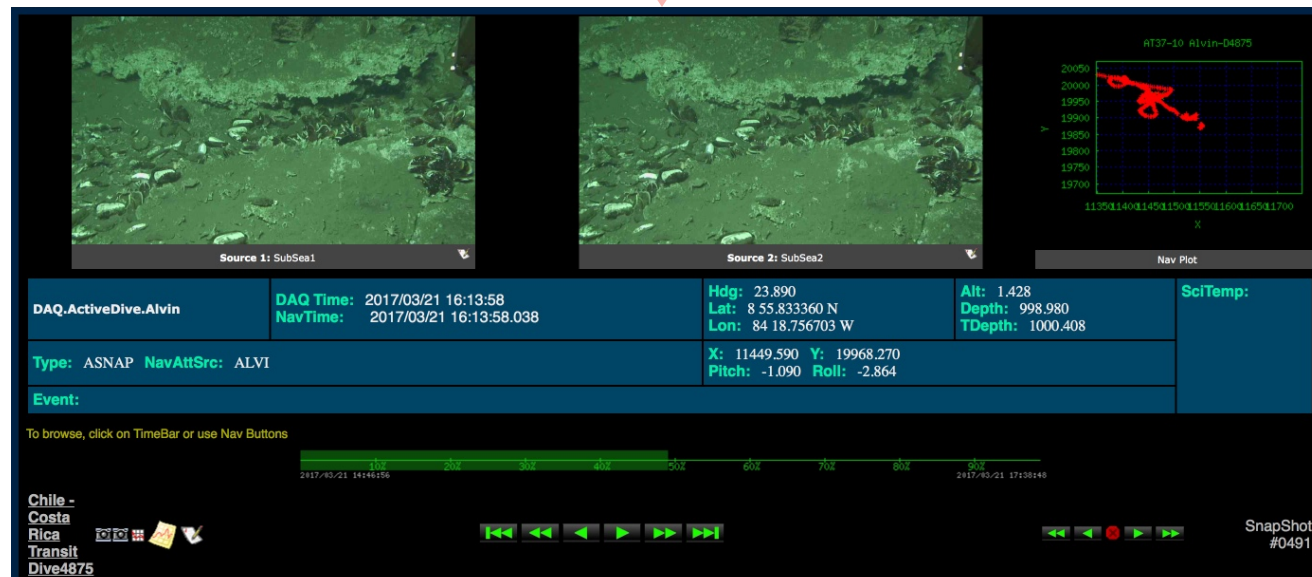 AT37-10 Alvin-D4875
20050
20000
19950
19900
19850
19800
19750
19700
Y
11350 11400 11450 11500 11550 11600 11650 11700
X
Source 1: SubSea1
Source 2: SubSea2
Nav Plot
DAQ.ActiveDive.Alvin
DAQ Time: 2017/03/21 16:13:58
NavTime: 2017/03/21 16:13:58.038
Hdg: 23.890
Lat: 8 55.833360 N
Lon: 84 18.756703 W
Alt: 1.428
Depth: 998.980
TDepth: 1000.408
SciTemp:
Type: ASNAP NavAttSrc: ALVI
X: 11449.590 Y: 19968.270
Pitch: -1.090 Roll: -2.864
Event:
To browse, click on TimeBar or use Nav Buttons
10% 20% 30% 40% 50% 60% 70% 80% 90%
2017/03/21 14:46:56 2017/03/21 17:38:48
Chile -
Costa
Rica
Transit
Dive4875
SnapShot
#0491